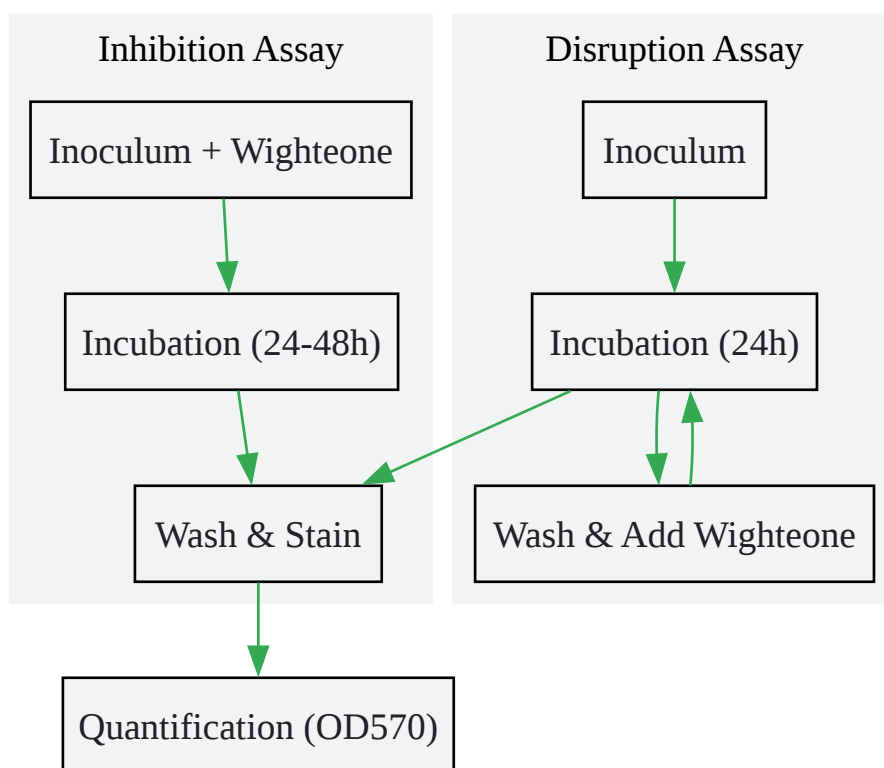 Inhibition Assay
Inoculum + Wighteone
Incubation (24-48h)
Wash & Stain
Quantification (OD570)
Disruption Assay
Inoculum
Incubation (24h)
Wash & Add Wighteone